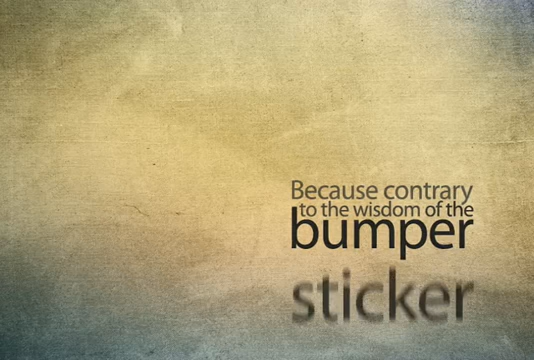 Because contrary
to the wisdom of the
bumper
sticker